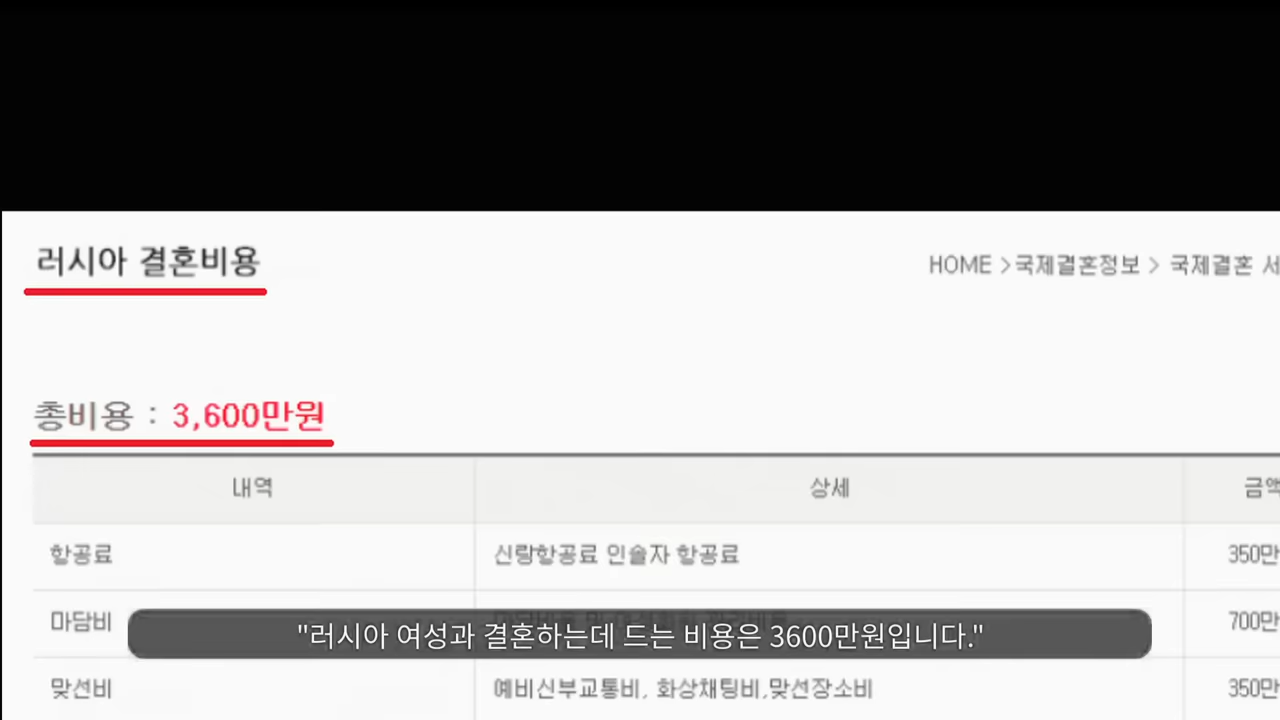 러시아 결혼비용
HOME >국제결혼정보 > 국제결혼
총비용 : 3,600만원
내역 상세 금액
항공료 신랑항공료 인솔자 항공료 350만
마담비 700만
"러시아 여성과 결혼하는데 드는 비용은 3600만원입니다."
맞선비 예비신부교통비, 화상채팅비,맞선장소비 350만